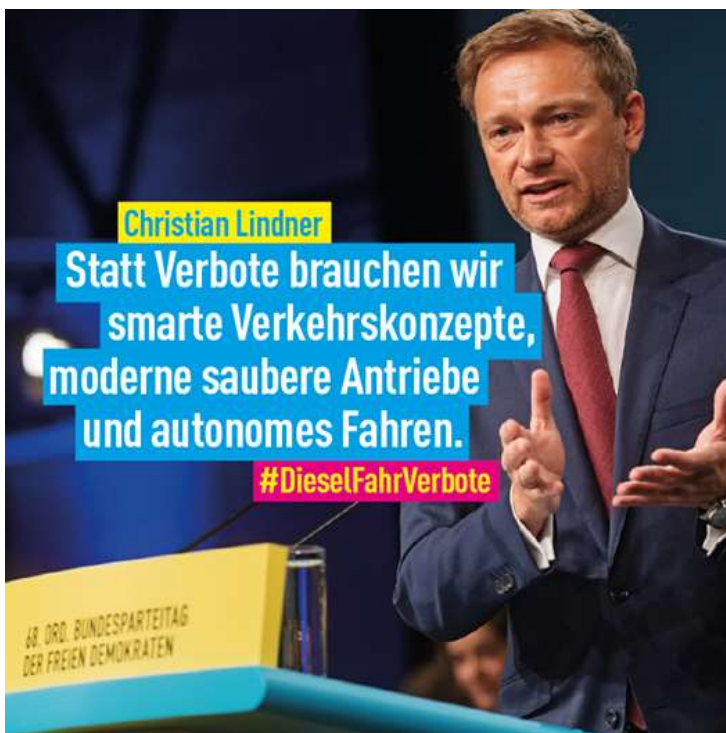 Christian Lindner
Statt Verbote brauchen wir
smarte Verkehrskonzepte,
moderne saubere Antriebe
und autonomes Fahren.
#DieselFahrVerbote
68. ORD. BUNDESPARTEITAG
DER FREIEN DEMOKRATEN